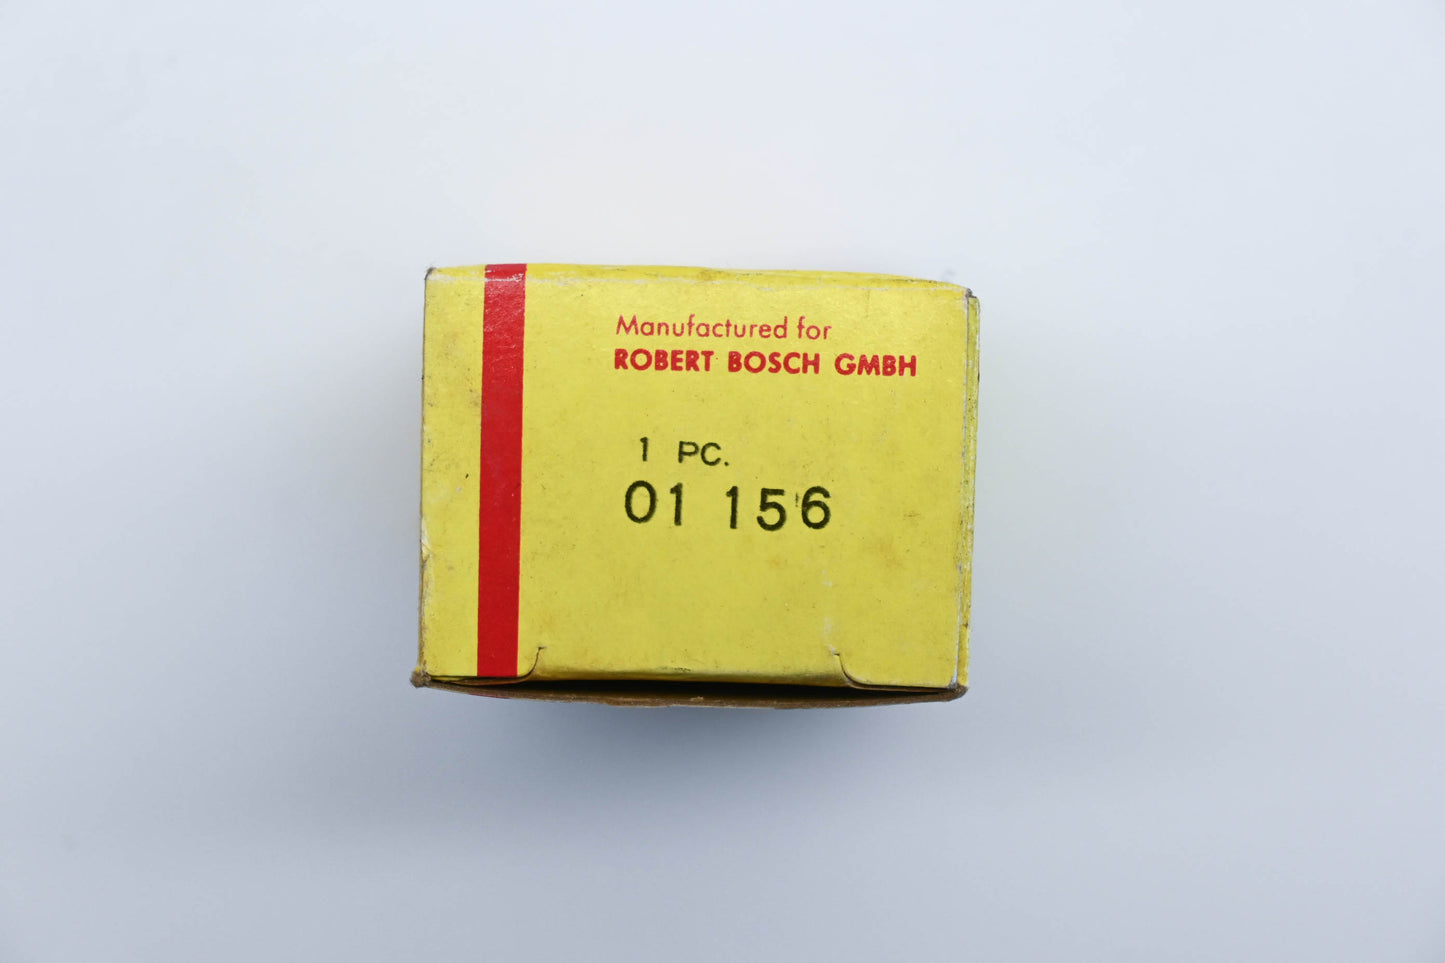 Manufactured for
ROBERT BOSCH GMBH
1 PC.
01 156